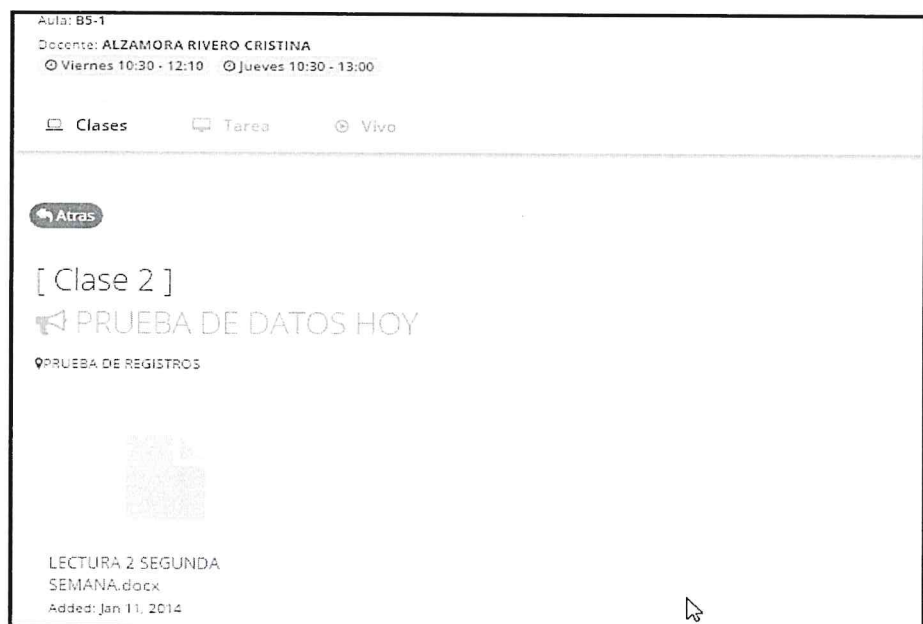 Aula: B5-1
Docente: ALZAMORA RIVERO CRISTINA
Viernes 10:30 - 12:10 Jueves 10:30 - 13:00
Clases Tarea Vivo
Atras
[ Clase 2 ]
PRUEBA DE DATOS HOY
PRUEBA DE REGISTROS
LECTURA 2 SEGUNDA
SEMANA.docx
Added: Jan 11, 2014